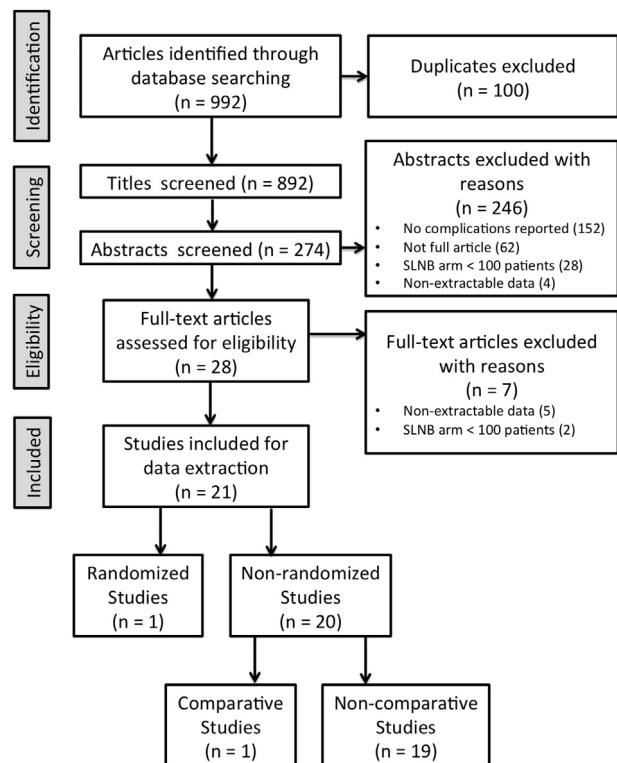 Identification
Articles identified through
database searching
(n = 992)
Duplicates excluded
(n = 100)
Screening
Titles screened (n = 892)
Abstracts screened (n = 274)
Abstracts excluded with
reasons
(n = 246)
• No complications reported (152)
• Not full article (62)
• SLNB arm < 100 patients (28)
• Non-extractable data (4)
Eligibility
Full-text articles
assessed for eligibility
(n = 28)
Full-text articles excluded
with reasons
(n = 7)
• Non-extractable data (5)
• SLNB arm < 100 patients (2)
Included
Studies included for
data extraction
(n = 21)
Randomized
Studies
(n = 1)
Non-randomized
Studies
(n = 20)
Comparative
Studies
(n = 1)
Non-comparative
Studies
(n = 19)